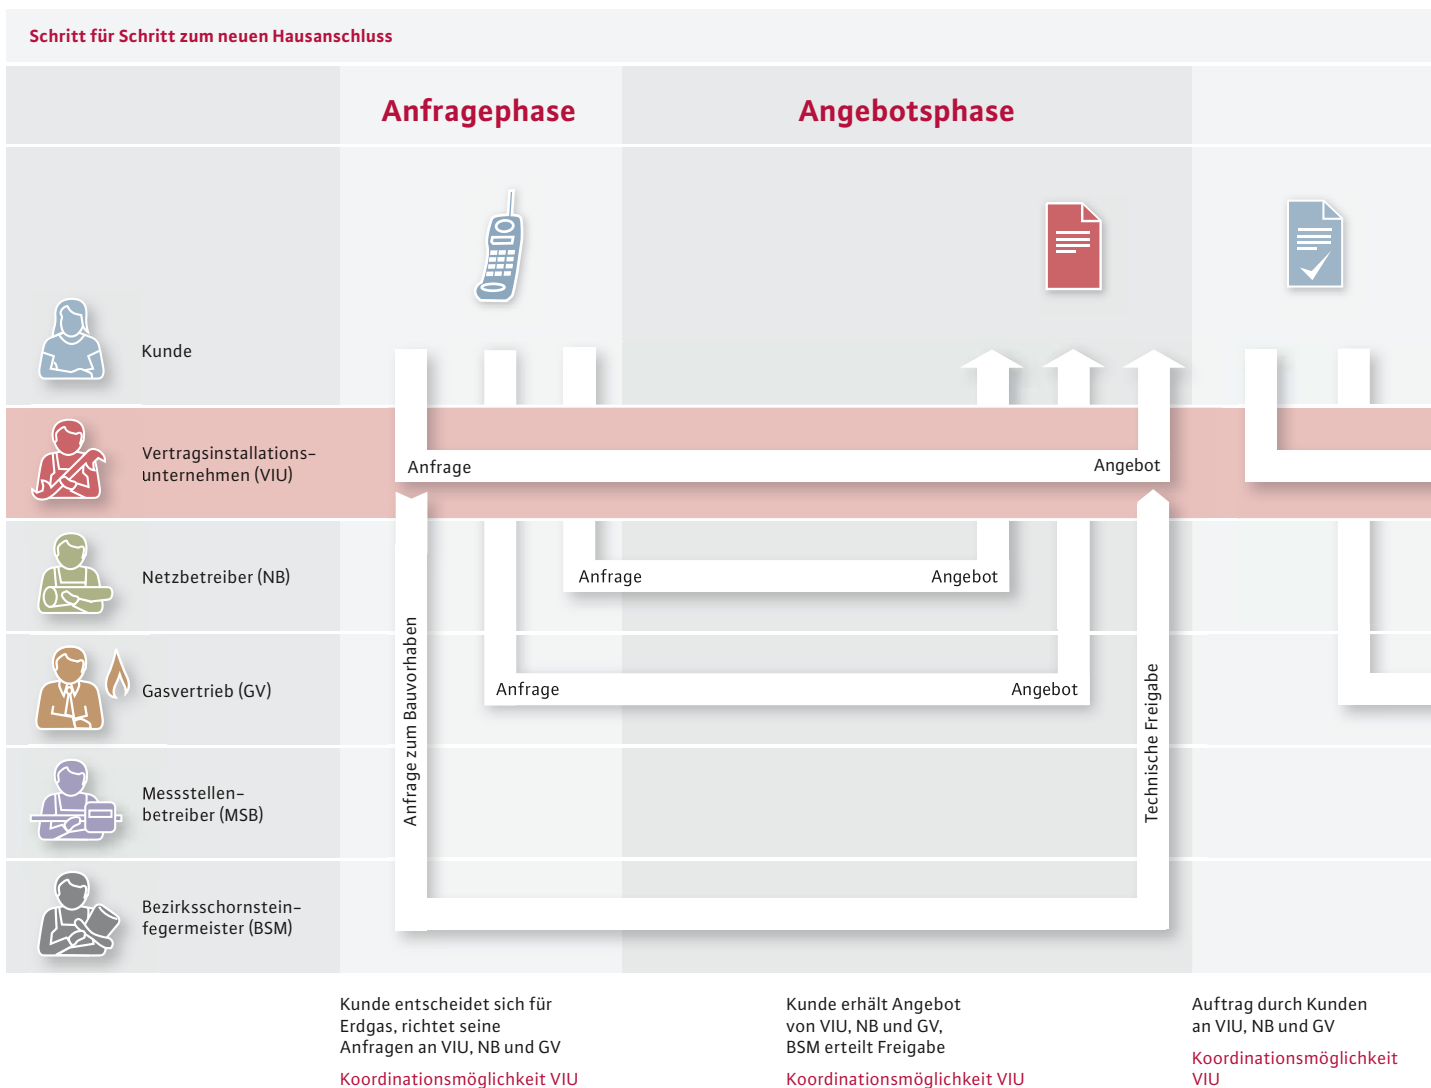 Schritt für Schritt zum neuen Hausanschluss
Anfragephase
Angebotsphase
Kunde
Vertragsinstallations-
unternehmen (VIU)
Anfrage
Angebot
Netzbetreiber (NB)
Anfrage
Angebot
Gasvertrieb (GV)
Anfrage
Angebot
Anfrage zum Bauvorhaben
Technische Freigabe
Messstellen-
betreiber (MSB)
Bezirksschornstein-
fegermeister (BSM)
Kunde entscheidet sich für
Erdgas, richtet seine
Anfragen an VIU, NB und GV
Koordinationsmöglichkeit VIU
Kunde erhält Angebot
von VIU, NB und GV,
BSM erteilt Freigabe
Koordinationsmöglichkeit VIU
Auftrag durch Kunden
an VIU, NB und GV
Koordinationsmöglichkeit
VIU